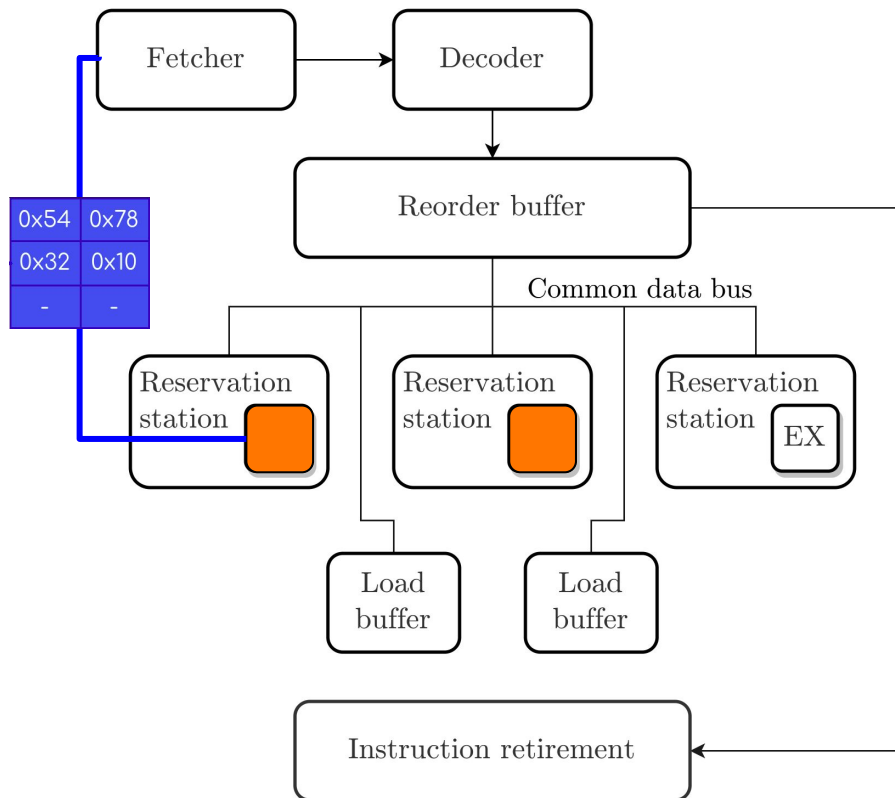 Fetcher
Decoder
Reorder buffer
0x54 0x78
0x32 0x10
- -
Common data bus
Reservation
station
Reservation
station
Reservation
station
EX
Load
buffer
Load
buffer
Instruction retirement